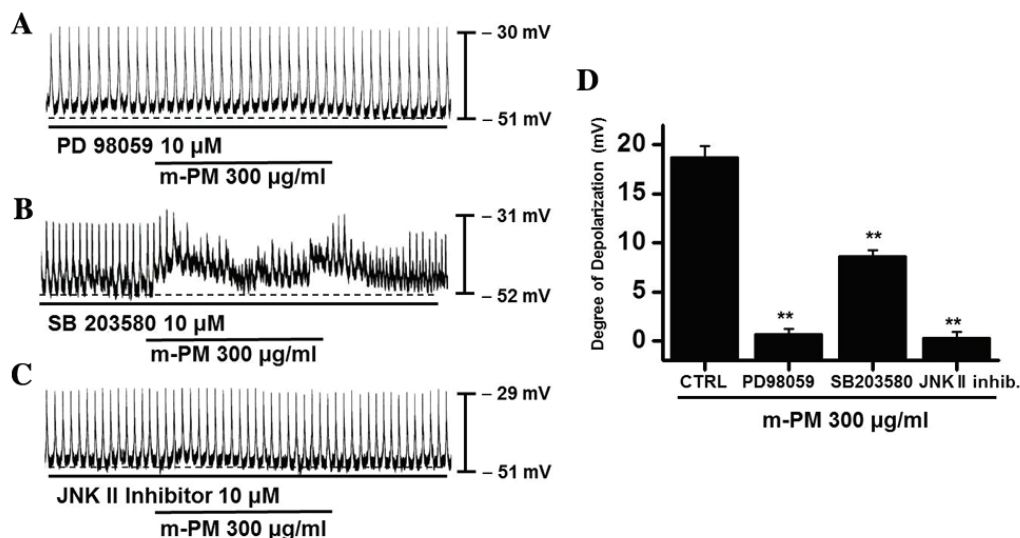 A
– 30 mV
– 51 mV
PD 98059 10 µM
m-PM 300 µg/ml
B
– 31 mV
– 52 mV
SB 203580 10 µM
m-PM 300 µg/ml
C
– 29 mV
– 51 mV
JNK II Inhibitor 10 µM
m-PM 300 µg/ml
D
Degree of Depolarization (mV)
20
15
10
5
0
**
**
**
CTRL PD98059 SB203580 JNK II inhib.
m-PM 300 µg/ml